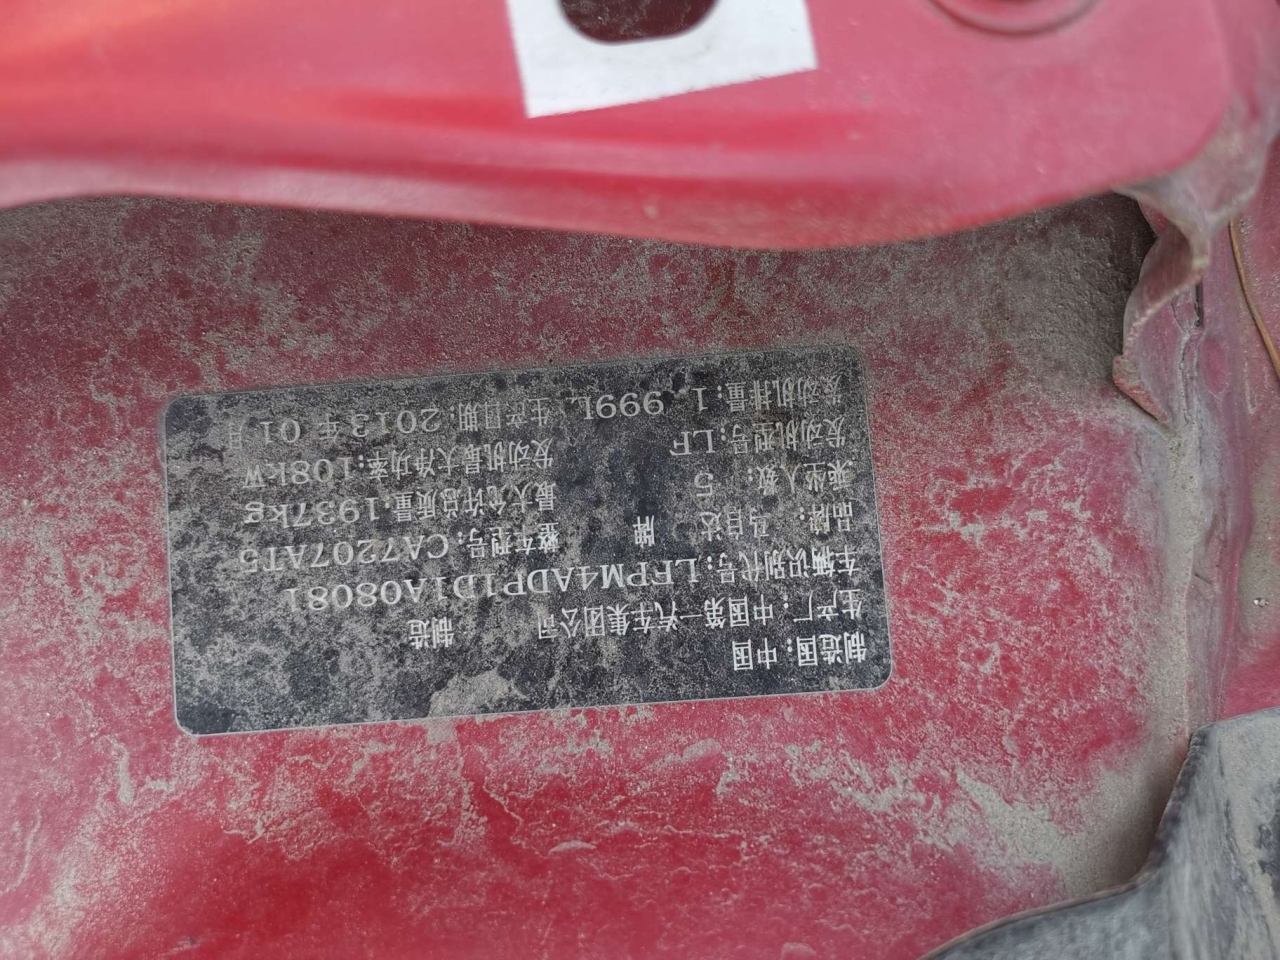 制造国：中国
生产厂：中国第一汽车集团公司 制造
车辆识别代号：LFPM4ADP1D1A08081
品牌：马自达 牌 整车型号：CA7207AT5
乘坐人数：5 最大允许总质量：1937kg
发动机型号：LF 发动机最大净功率：108kW
发动机排量：1.999L 生产日期：2013年01月